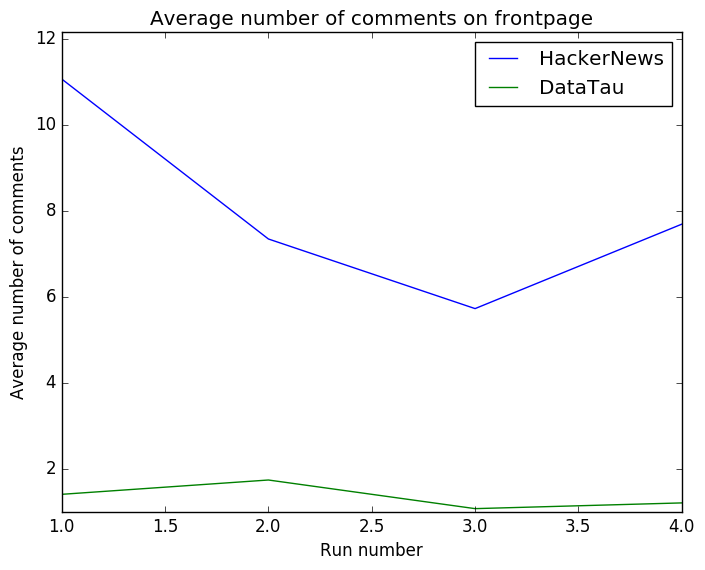 Average number of comments on frontpage
HackerNews
DataTau
12
10
8
6
4
2
Average number of comments
1.0 1.5 2.0 2.5 3.0 3.5 4.0
Run number